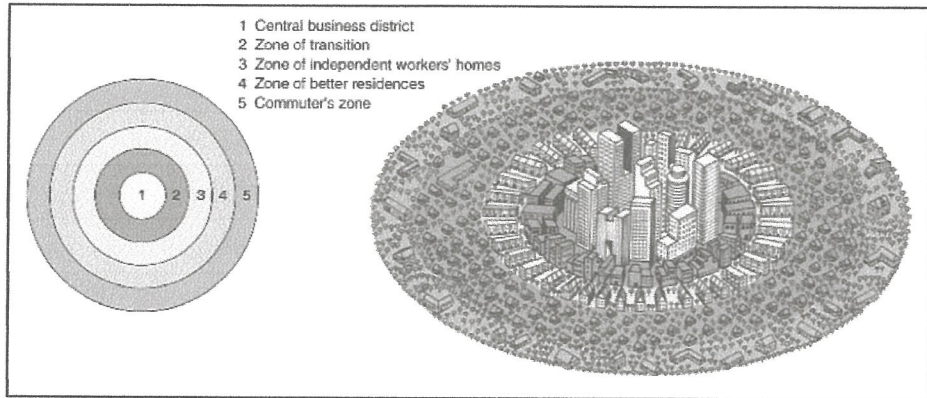 1 Central business district
2 Zone of transition
3 Zone of independent workers' homes
4 Zone of better residences
5 Commuter's zone
1 2 3 4 5